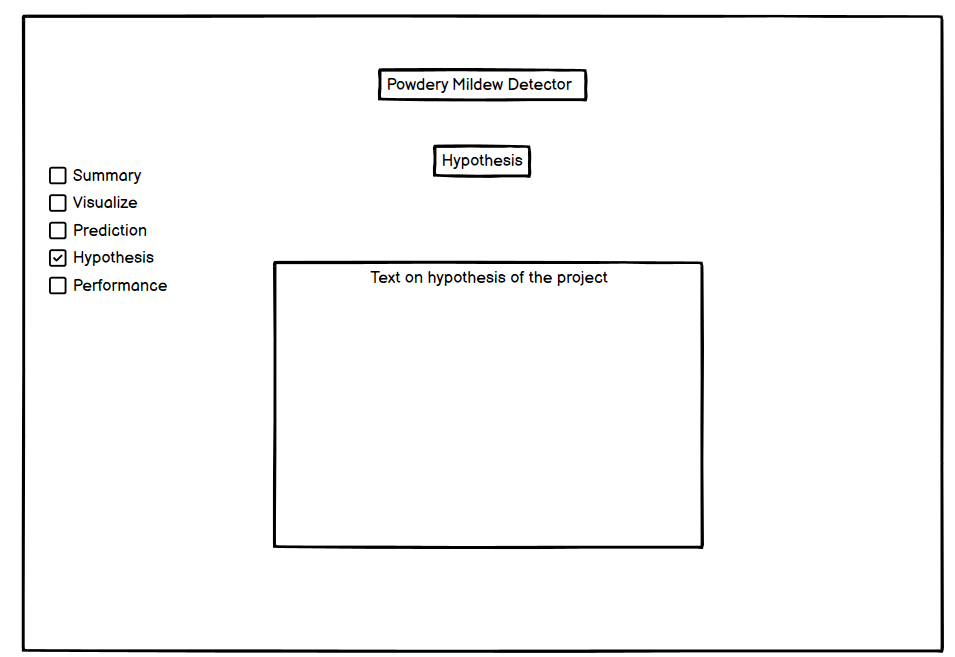 Powdery Mildew Detector
Hypothesis
Summary
Visualize
Prediction
Hypothesis
Performance
Text on hypothesis of the project